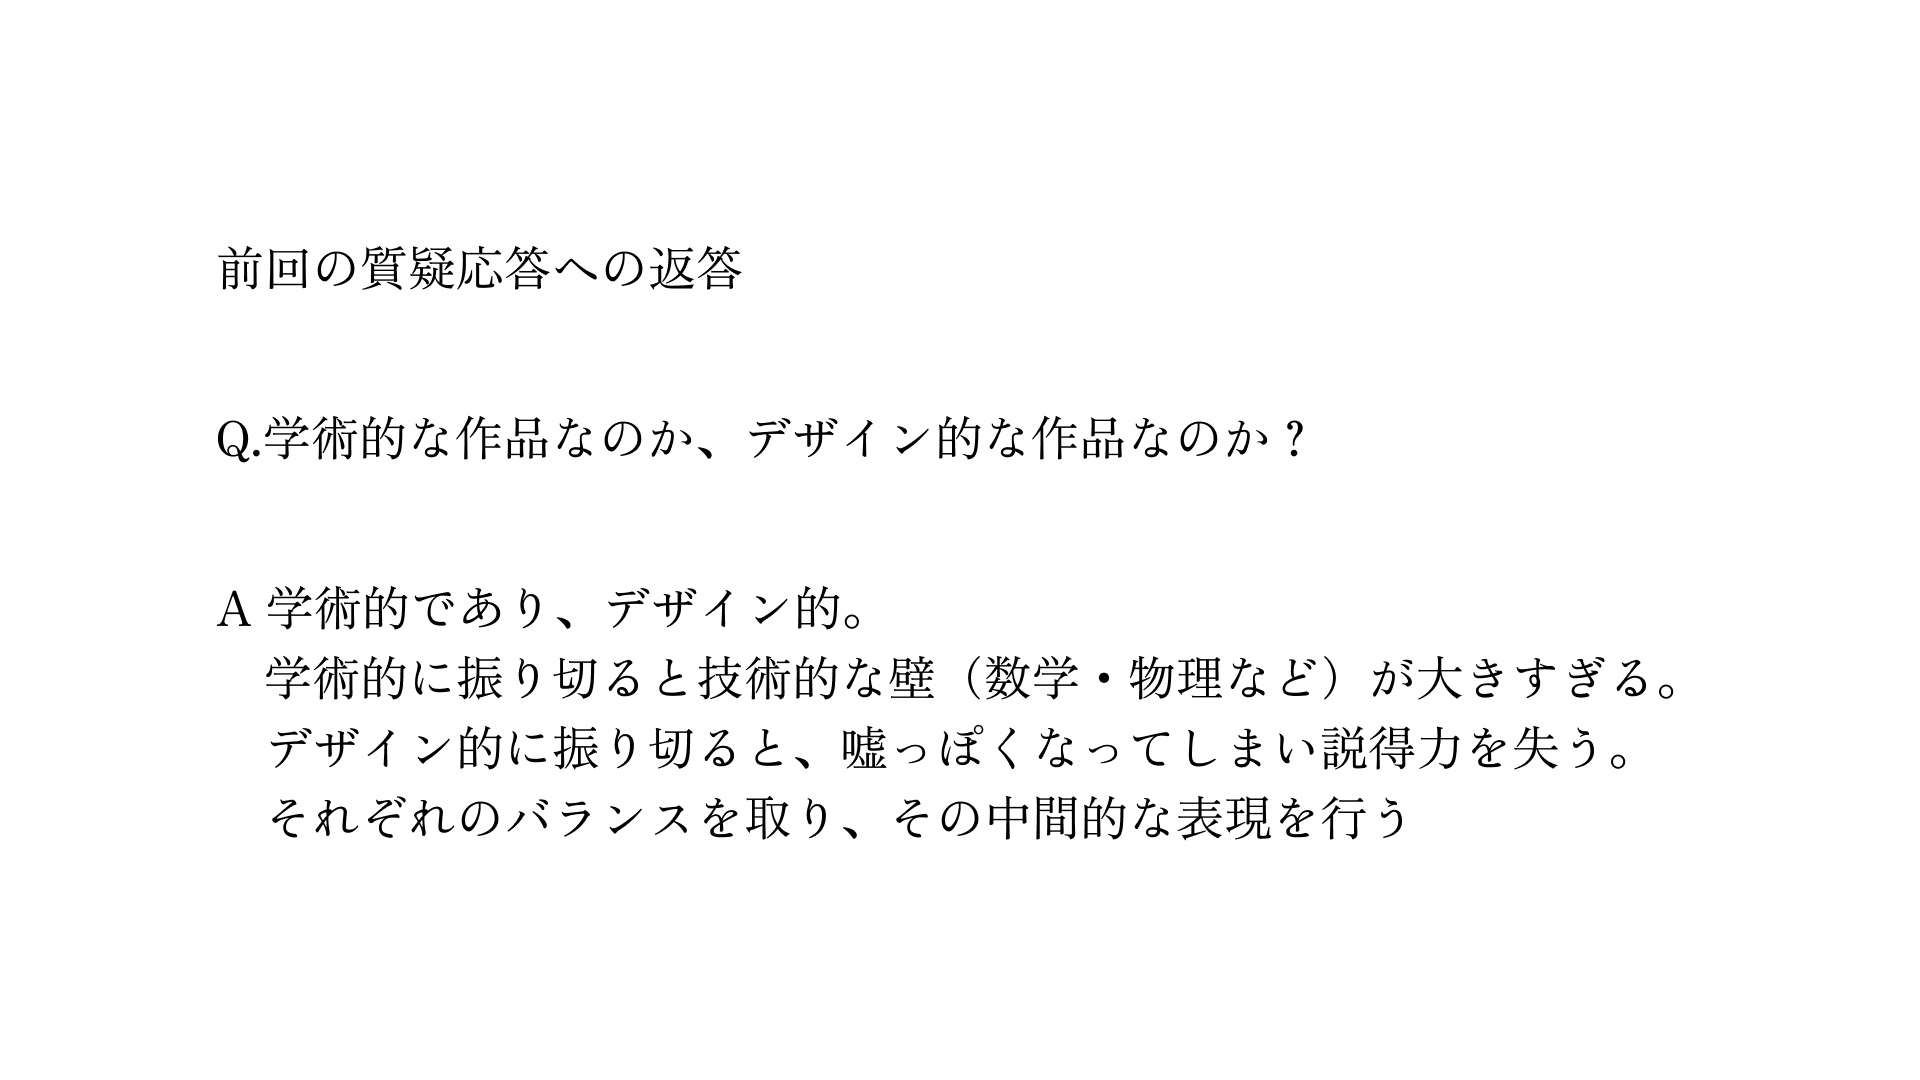 前回の質疑応答への返答
Q.学術的な作品なのか、デザイン的な作品なのか？
A 学術的であり、デザイン的。
学術的に振り切ると技術的な壁（数学・物理など）が大きすぎる。
デザイン的に振り切ると、嘘っぽくなってしまい説得力を失う。
それぞれのバランスを取り、その中間的な表現を行う